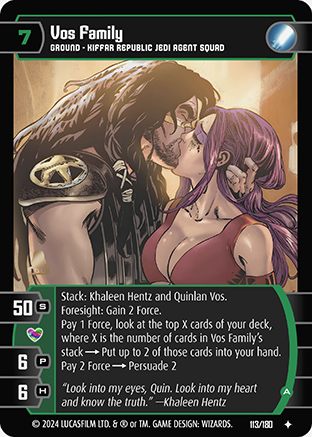 7
Vos Family
GROUND - KIFFAR REPUBLIC JEDI AGENT SQUAD
50 S
6 P
6 H
Stack: Khaleen Hentz and Quinlan Vos.
Foresight: Gain 2 Force.
Pay 1 Force, look at the top X cards of your deck,
where X is the number of cards in Vos Family's
stack → Put up to 2 of those cards into your hand.
Pay 2 Force → Persuade 2
"Look into my eyes, Quin. Look into my heart
and know the truth." —Khaleen Hentz
A
© 2024 LUCASFILM LTD. & ® or TM. GAME DESIGN: WIZARDS.
113/180